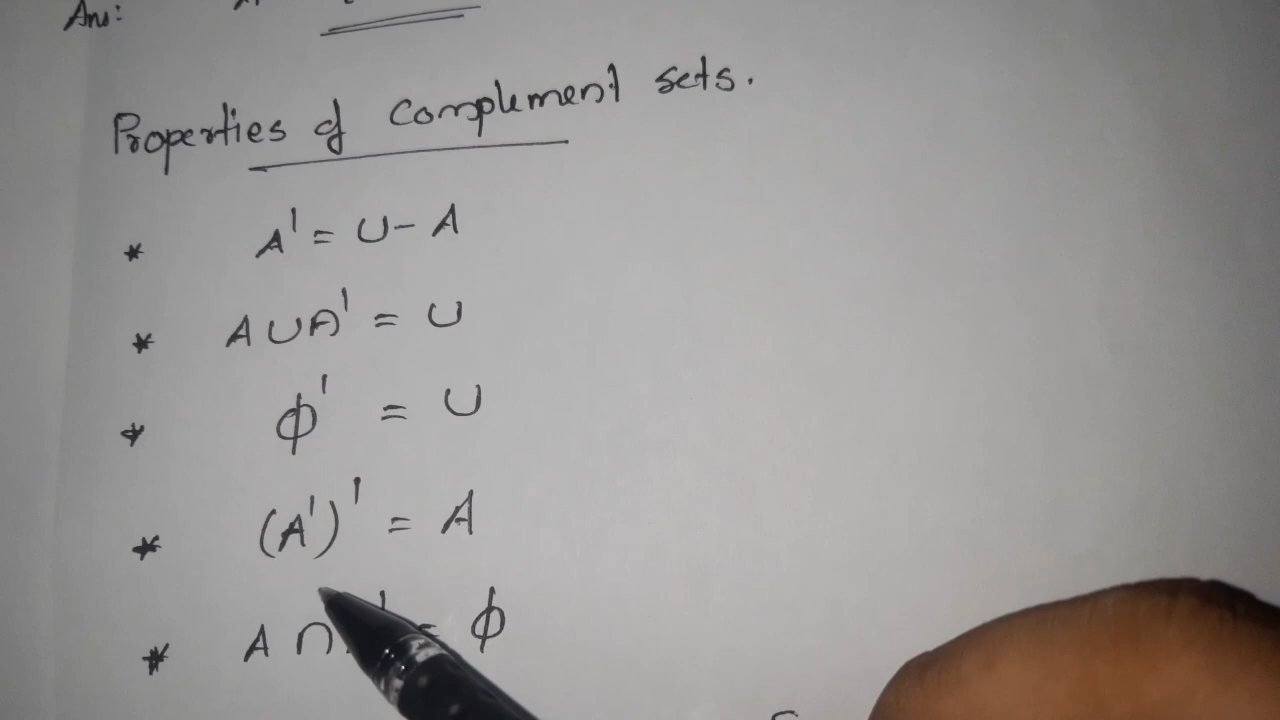 Ans:
Properties of Complement sets.
* A' = U - A
* A ∪ A' = U
* ϕ' = U
* (A')' = A
* A ∩ ' = ϕ